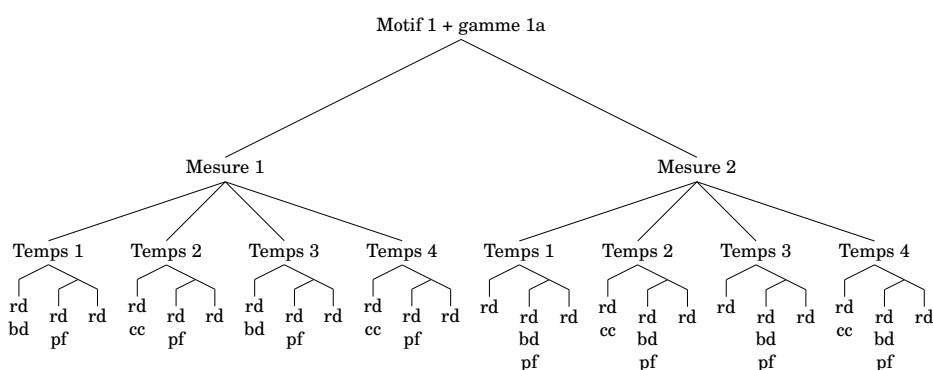 Motif 1 + gamme 1a
Mesure 1 Mesure 2
Temps 1 Temps 2 Temps 3 Temps 4 Temps 1 Temps 2 Temps 3 Temps 4
rd rd rd rd rd rd rd rd rd rd rd rd rd rd rd rd rd rd rd rd rd rd rd rd
bd pf cc pf bd pf cc pf bd cc bd bd cc bd
pf pf pf pf